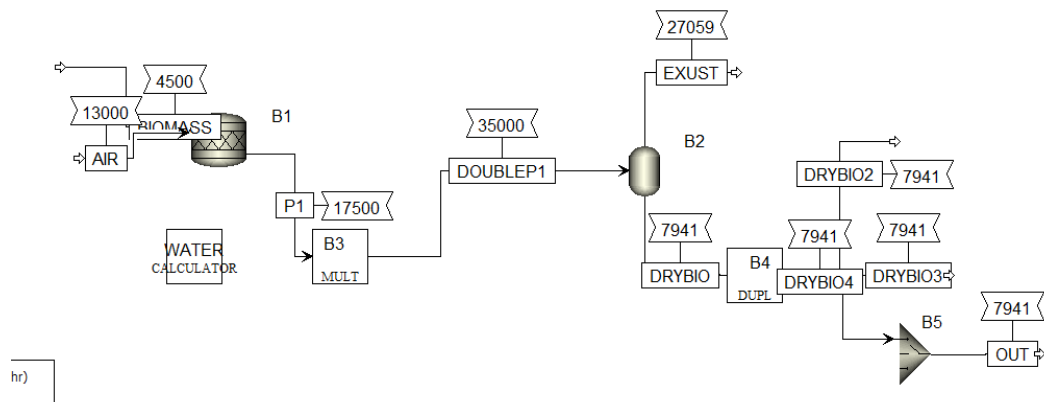 27059
EXUST
4500
13000
BIOMASS
B1
AIR
35000
DOUBLEP1
B2
DRYBIO2
7941
P1
17500
WATER
CALCULATOR
B3
MULT
7941
DRYBIO
B4
DUPL
7941
DRYBIO4
7941
DRYBIO3
B5
7941
OUT
hr)